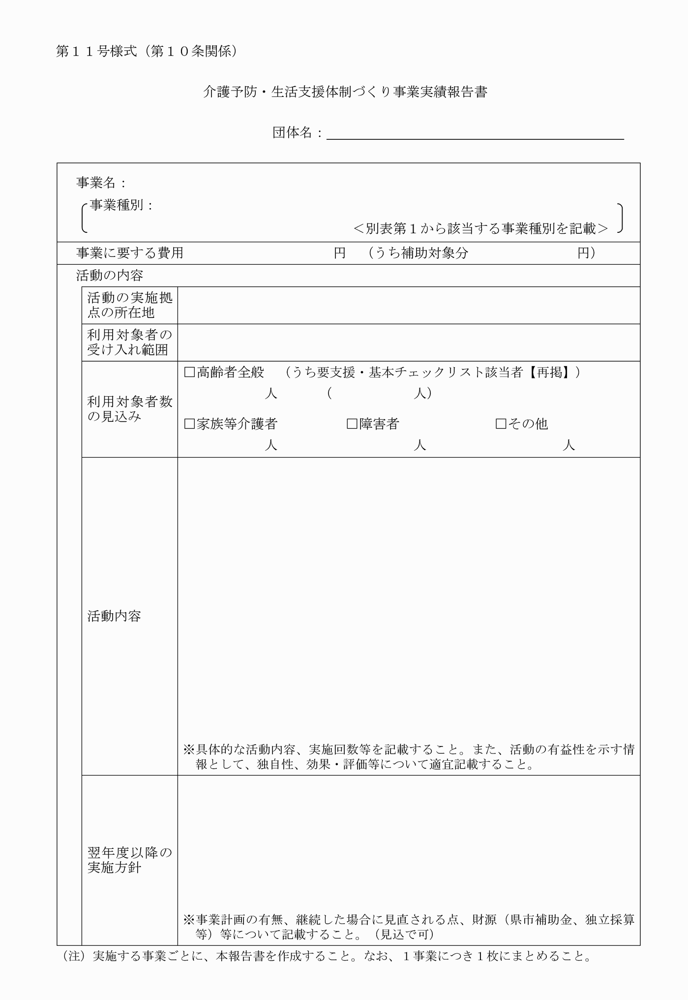 第１１号様式（第１０条関係）
介護予防・生活支援体制づくり事業実績報告書
団体名：
事業名：
事業種別：
＜別表第１から該当する事業種別を記載＞
事業に要する費用　円　（うち補助対象分　円）
活動の内容
活動の実施拠
点の所在地
利用対象者の
受け入れ範囲
利用対象者数
の見込み
□高齢者全般　（うち要支援・基本チェックリスト該当者【再掲】）
人　（　人）
□家族等介護者　□障害者　□その他
人　人　人
活動内容
※具体的な活動内容、実施回数等を記載すること。また、活動の有益性を示す情
報として、独自性、効果・評価等について適宜記載すること。
翌年度以降の
実施方針
※事業計画の有無、継続した場合に見直される点、財源（県市補助金、独立採算
等）等について記載すること。（見込で可）
（注）実施する事業ごとに、本報告書を作成すること。なお、１事業につき１枚にまとめること。